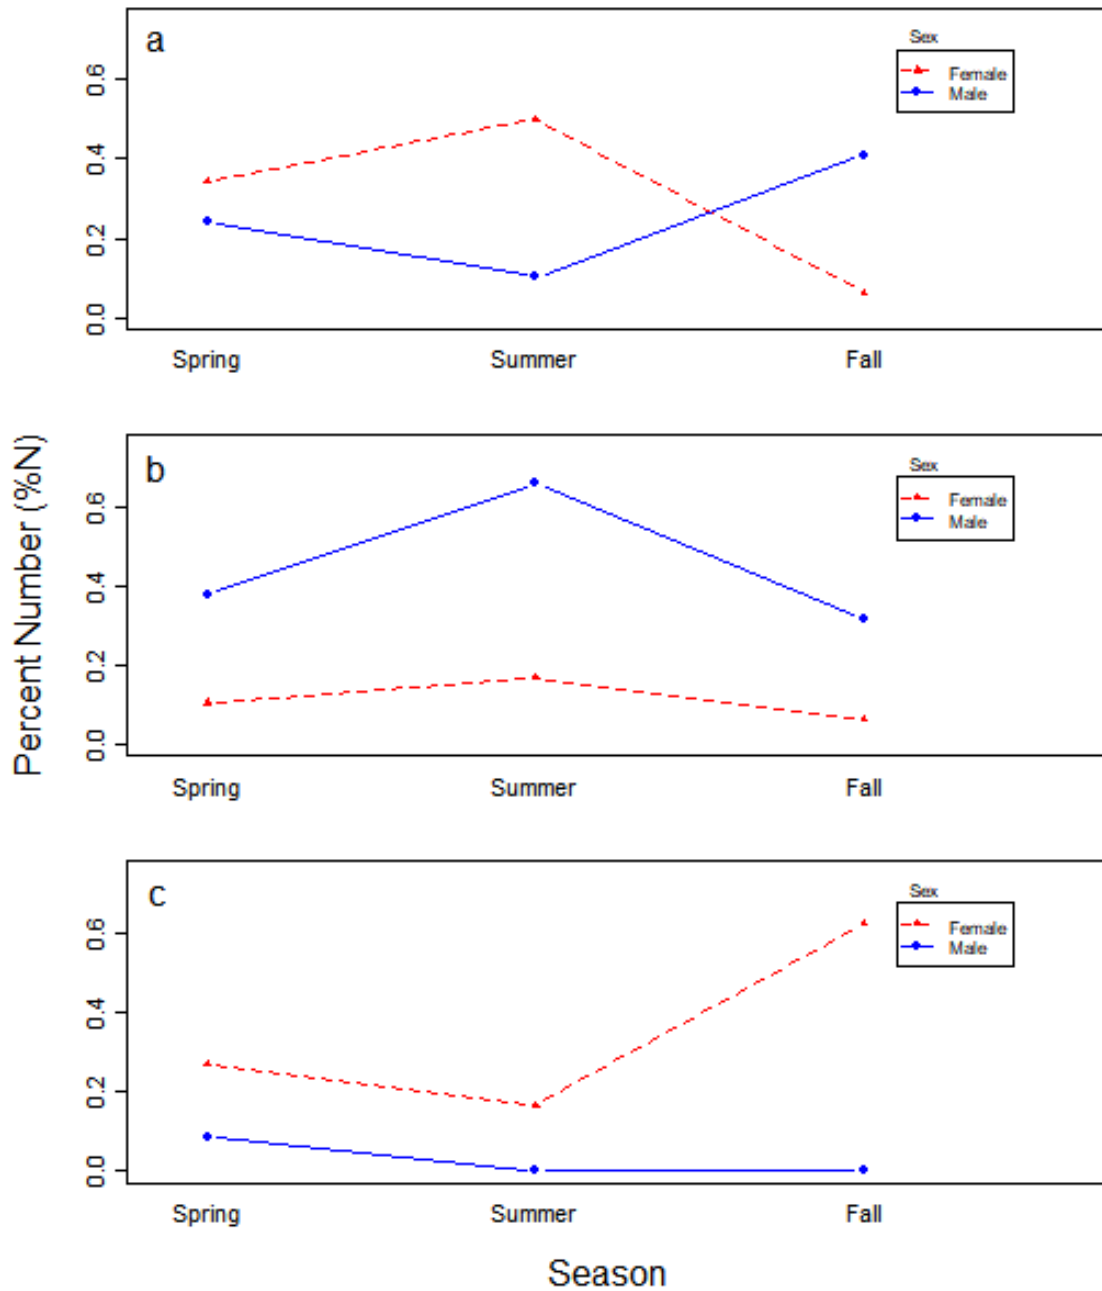 a
Sex
Female
Male
0.6
0.4
0.2
0.0
Spring Summer Fall
Percent Number (%N)
b
Sex
Female
Male
0.6
0.4
0.2
0.0
Spring Summer Fall
c
Sex
Female
Male
0.6
0.4
0.2
0.0
Spring Summer Fall
Season